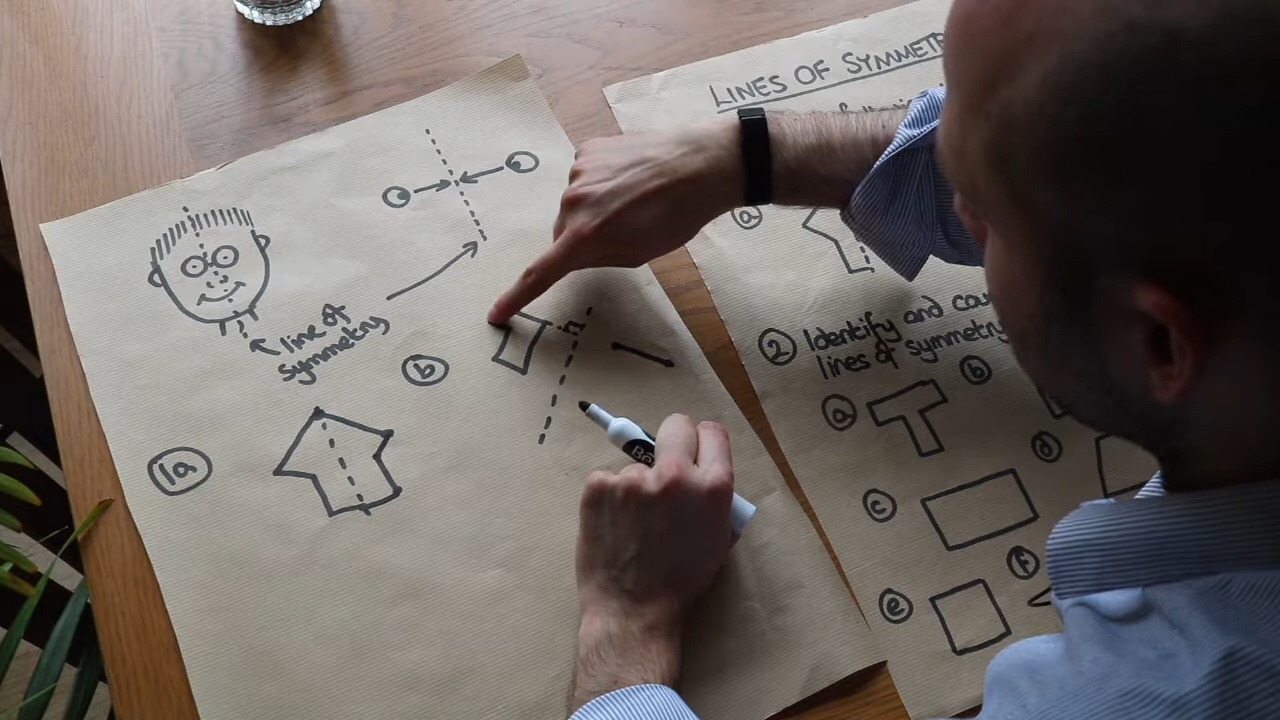 line of
symmetry
1a
b
LINES OF SYMMETR
a
2 Identify and cou
lines of symmetry
a
b
c
d
e
f